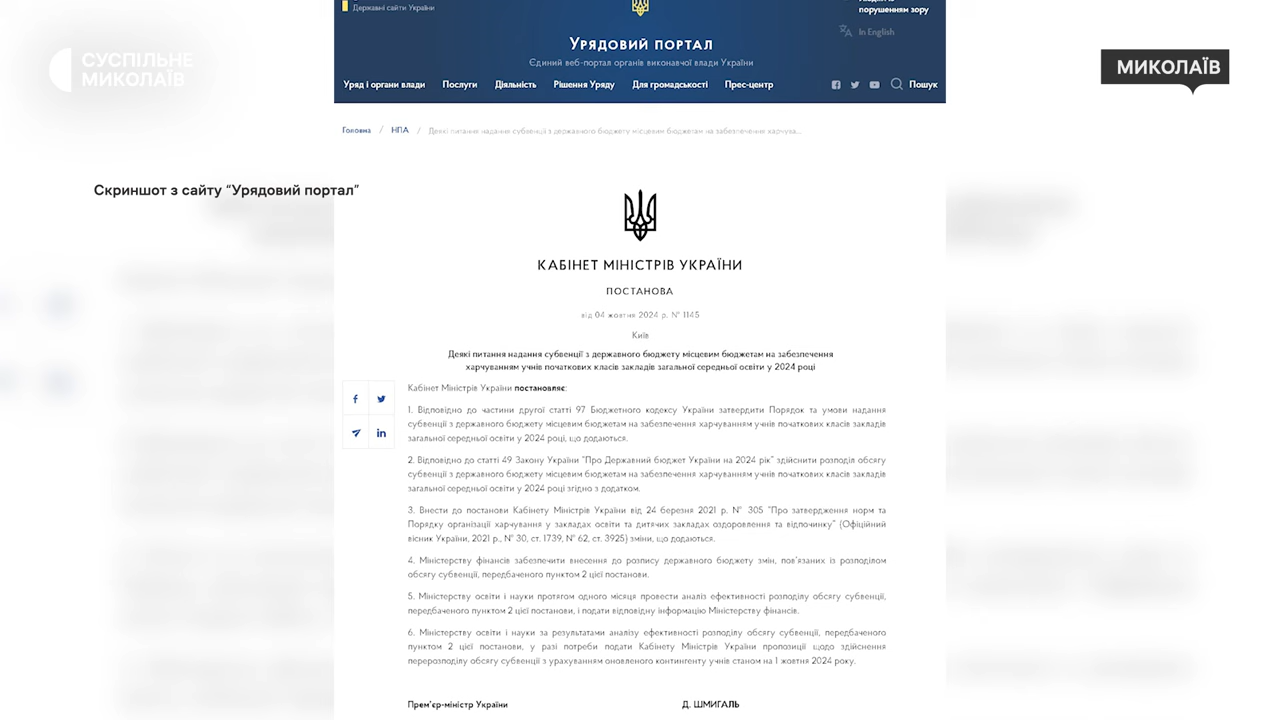 Державні сайти України
порушенням зору
In English
СУСПІЛЬНЕ
МИКОЛАЇВ
МИКОЛАЇВ
Урядовий портал
Єдиний веб-портал органів виконавчої влади України
Уряд і органи влади Послуги Діяльність Рішення Уряду Для громадськості Прес-центр Пошук
Головна / НПА / Деякі питання надання субвенції з державного бюджету місцевим бюджетам на забезпечення харчува...
Скриншот з сайту “Урядовий портал”
КАБІНЕТ МІНІСТРІВ УКРАЇНИ
ПОСТАНОВА
від 04 жовтня 2024 р. № 1145
Київ
Деякі питання надання субвенції з державного бюджету місцевим бюджетам на забезпечення
харчуванням учнів початкових класів закладів загальної середньої освіти у 2024 році
Кабінет Міністрів України постановляє:
1. Відповідно до частини другої статті 97 Бюджетного кодексу України затвердити Порядок та умови надання
субвенції з державного бюджету місцевим бюджетам на забезпечення харчуванням учнів початкових класів закладів
загальної середньої освіти у 2024 році, що додаються.
2. Відповідно до статті 49 Закону України “Про Державний бюджет України на 2024 рік” здійснити розподіл обсягу
субвенції з державного бюджету місцевим бюджетам на забезпечення харчуванням учнів початкових класів закладів
загальної середньої освіти у 2024 році згідно з додатком.
3. Внести до постанови Кабінету Міністрів України від 24 березня 2021 р. № 305 “Про затвердження норм та
Порядку організації харчування у закладах освіти та дитячих закладах оздоровлення та відпочинку” (Офіційний
вісник України, 2021 р., № 30, ст. 1739, № 62, ст. 3925) зміни, що додаються.
4. Міністерству фінансів забезпечити внесення до розпису державного бюджету змін, пов’язаних із розподілом
обсягу субвенції, передбаченого пунктом 2 цієї постанови.
5. Міністерству освіти і науки протягом одного місяця провести аналіз ефективності розподілу обсягу субвенції,
передбаченого пунктом 2 цієї постанови, і подати відповідну інформацію Міністерству фінансів.
6. Міністерству освіти і науки за результатами аналізу ефективності розподілу обсягу субвенції, передбаченого
пунктом 2 цієї постанови, у разі потреби подати Кабінету Міністрів України пропозиції щодо здійснення
перерозподілу обсягу субвенції з урахуванням оновленого контингенту учнів станом на 1 жовтня 2024 року.
Прем’єр-міністр України Д. ШМИГАЛЬ